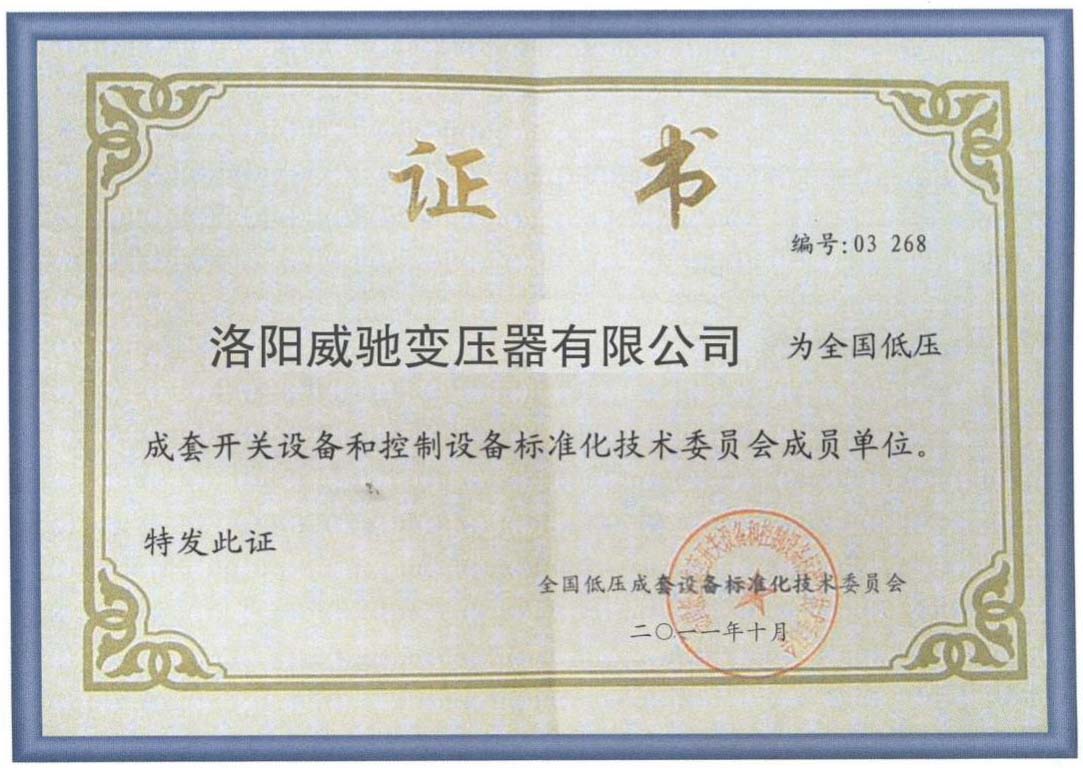 证 书
编号:03 268
洛阳威驰变压器有限公司 为全国低压
成套开关设备和控制设备标准化技术委员会成员单位。
特发此证
全国低压成套设备标准化技术委员会
二〇一一年十月